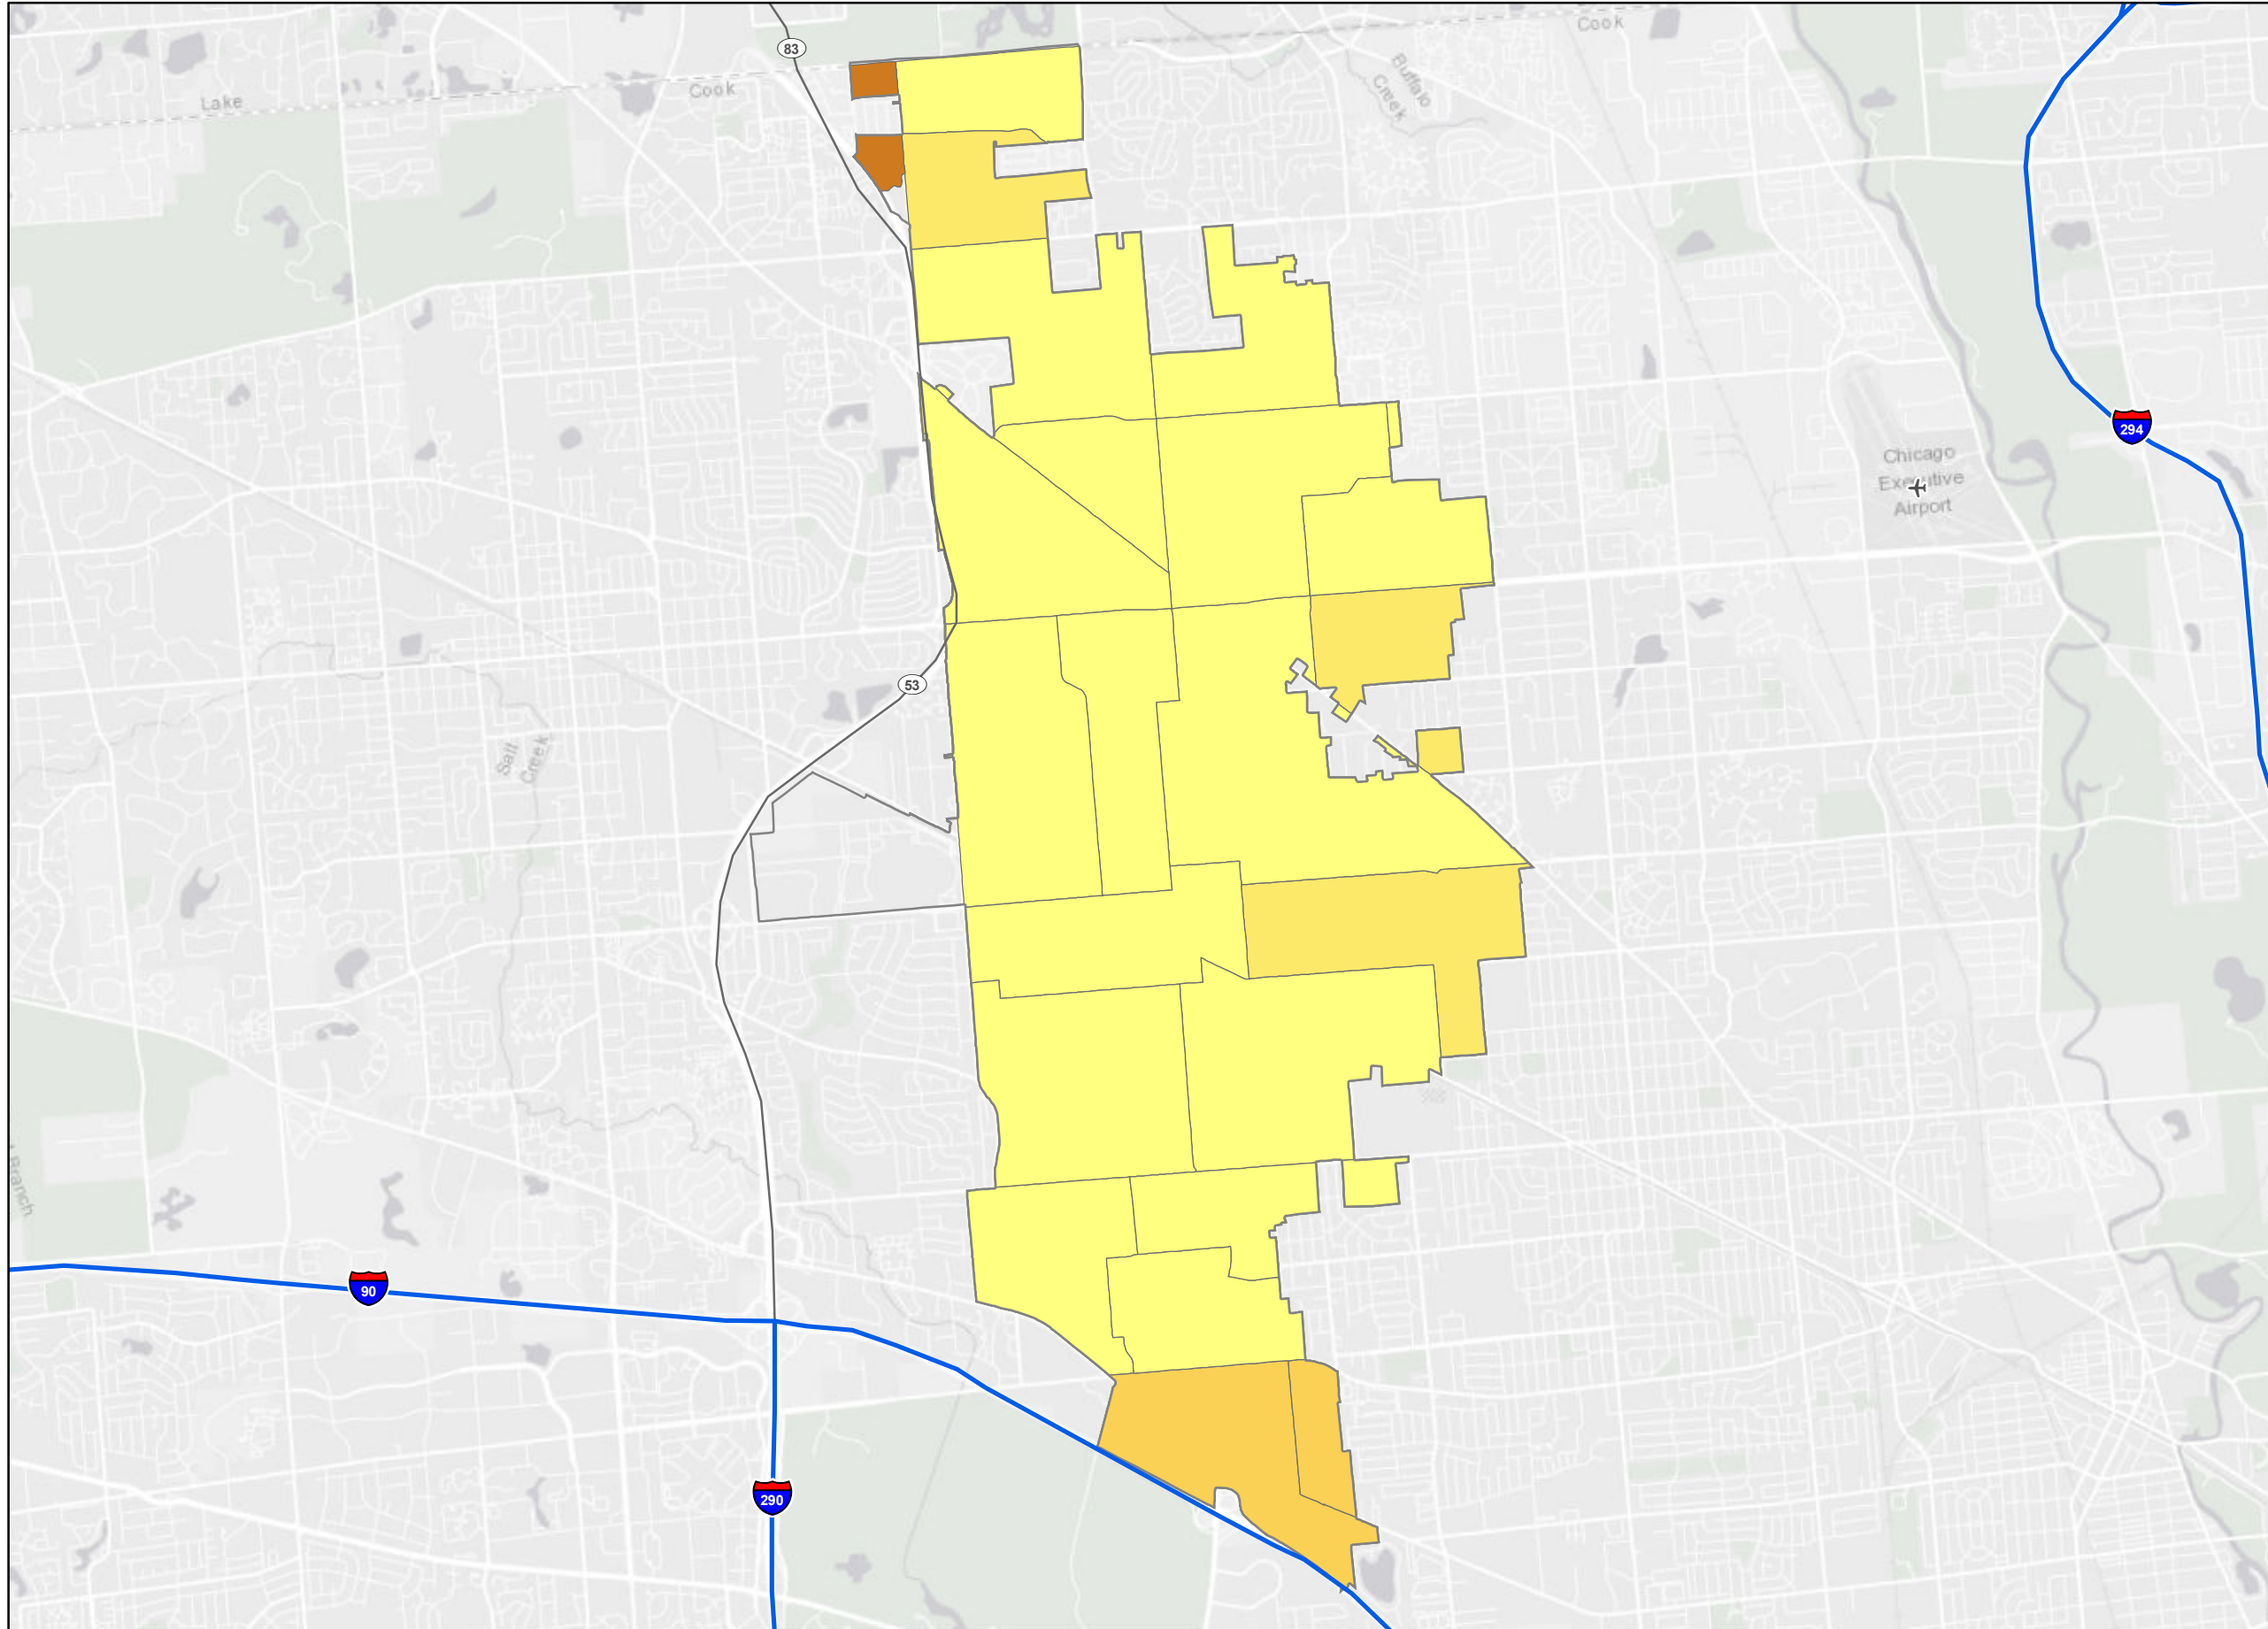 Cook
83
Buffalo
Creek
Lake
Cook
294
Chicago
Executive
Airport
53
Salt
Creek
Branch
90
290